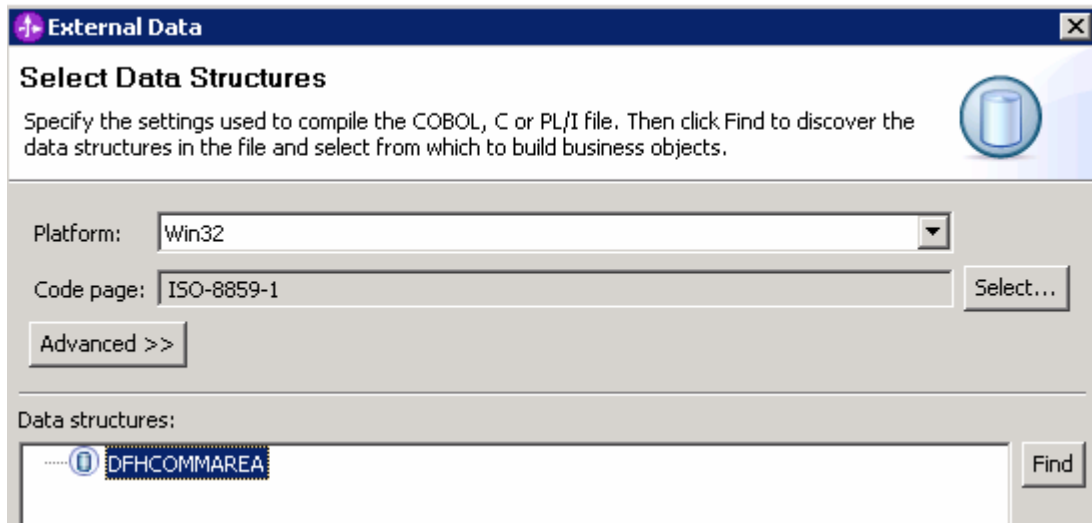 External Data
Select Data Structures
Specify the settings used to compile the COBOL, C or PL/I file. Then click Find to discover the
data structures in the file and select from which to build business objects.
Platform: Win32
Code page: ISO-8859-1 Select...
Advanced >>
Data structures:
DFHCOMMAREA Find